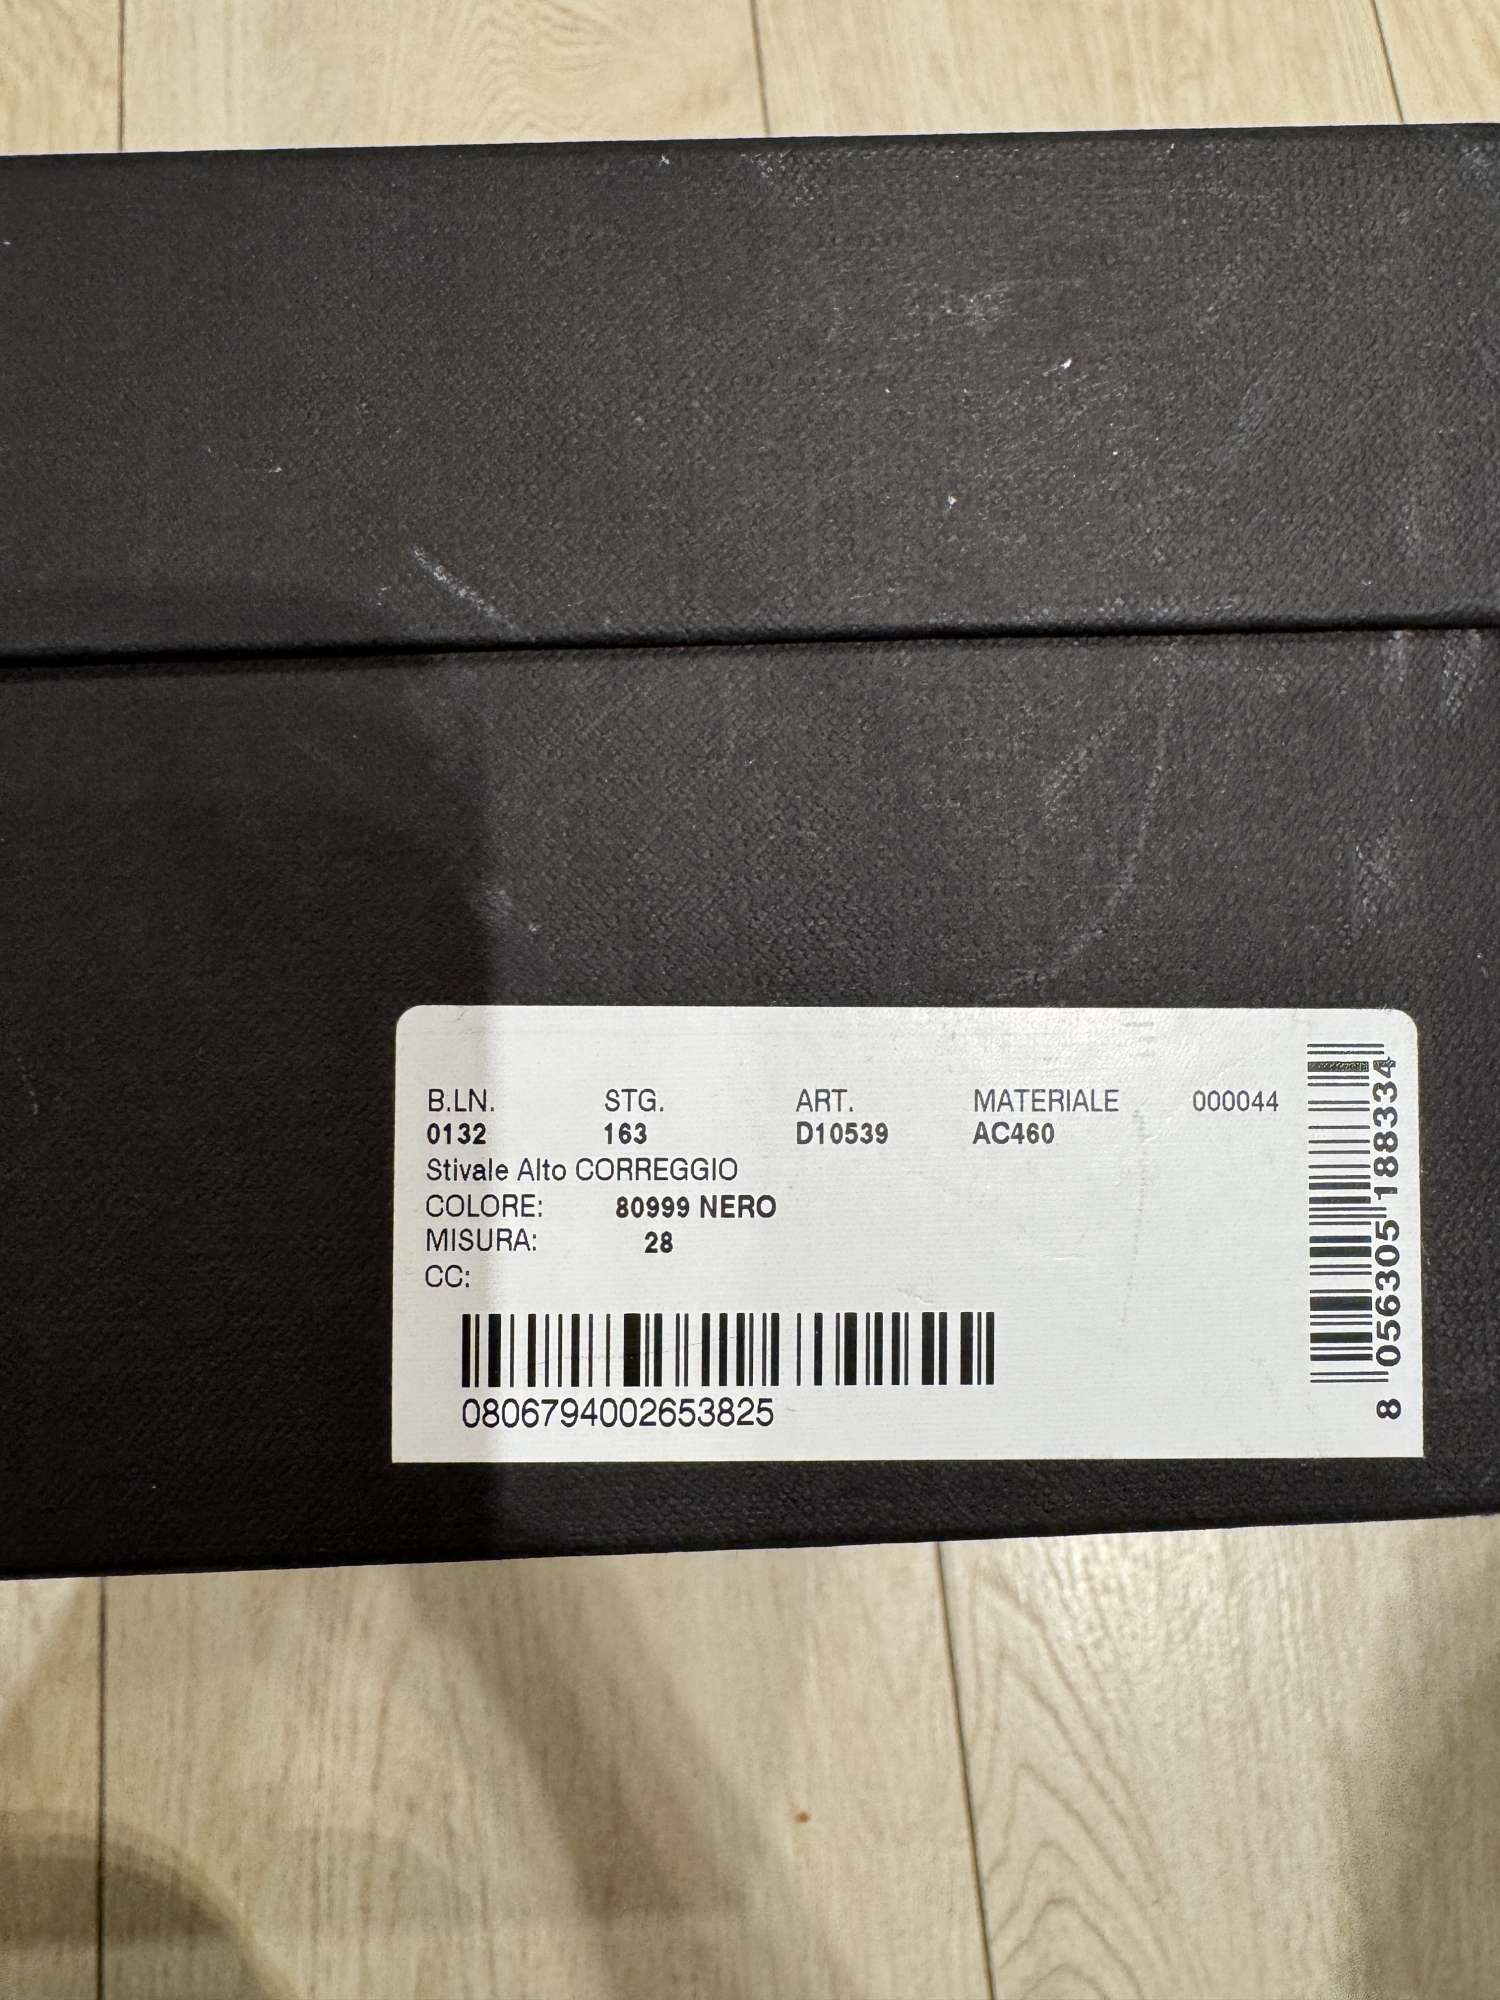 B.LN. STG. ART. MATERIALE 000044
0132 163 D10539 AC460
Stivale Alto CORREGGIO
COLORE: 80999 NERO
MISURA: 28
CC:
0806794002653825
8 056305 188334